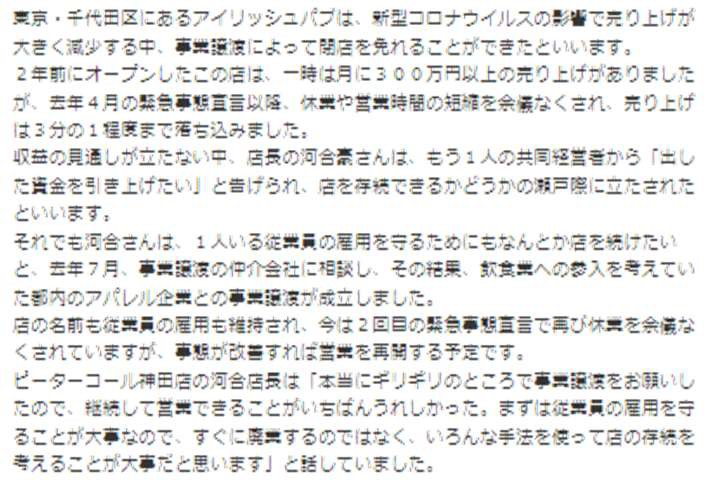 東京・千代田区にあるアイリッシュパブは、新型コロナウイルスの影響で売り上げが
大きく減少する中、事業譲渡によって閉店を免れることができたといいます。
２年前にオープンしたこの店は、一時は月に３００万円以上の売り上げがありました
が、去年４月の緊急事態宣言以降、休業や営業時間の短縮を余儀なくされ、売り上げ
は３分の１程度まで落ち込みました。
収益の見通しが立たない中、店長の河合豪さんは、もう１人の共同経営者から「出し
た資金を引き上げたい」と告げられ、店を存続できるかどうかの瀬戸際に立たされた
といいます。
それでも河合さんは、１人いる従業員の雇用を守るためにもなんとか店を続けたい
と、去年７月、事業譲渡の仲介会社に相談し、その結果、飲食業への参入を考えてい
た都内のアパレル企業との事業譲渡が成立しました。
店の名前も従業員の雇用も維持され、今は２回目の緊急事態宣言で再び休業を余儀な
くされていますが、事態が改善すれば営業を再開する予定です。
ピーターコール神田店の河合店長は「本当にギリギリのところで事業譲渡をお願いし
たので、継続して営業できることがいちばんうれしかった。まずは従業員の雇用を守
ることが大事なので、すぐに廃業するのではなく、いろんな手法を使って店の存続を
考えることが大事だと思います」と話していました。